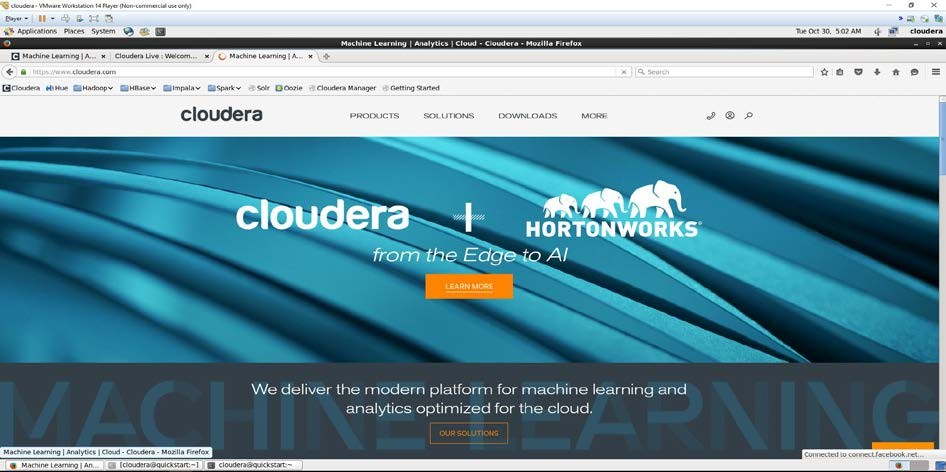 cloudera - VMware Workstation 14 Player (Non-commercial use only)
Player
Applications Places System
Tue Oct 30, 5:02 AM
cloudera
Machine Learning | Analytics | Cloud - Cloudera - Mozilla Firefox
Machine Learning | A...
Cloudera Live : Welcom...
Machine Learning | A...
https://www.cloudera.com
Search
Cloudera Hue Hadoop HBase Impala Spark Solr Oozie Cloudera Manager Getting Started
cloudera
PRODUCTS SOLUTIONS DOWNLOADS MORE
cloudera
HORTONWORKS
from the Edge to AI
LEARN MORE
MACHINE LEARNING
We deliver the modern platform for machine learning and
analytics optimized for the cloud.
OUR SOLUTIONS
Machine Learning | Analytics | Cloud - Cloudera - Mozilla Firefox
Connected to connect.facebook.net...
Machine Learning | An...
[cloudera@quickstart:~]
cloudera@quickstart:~